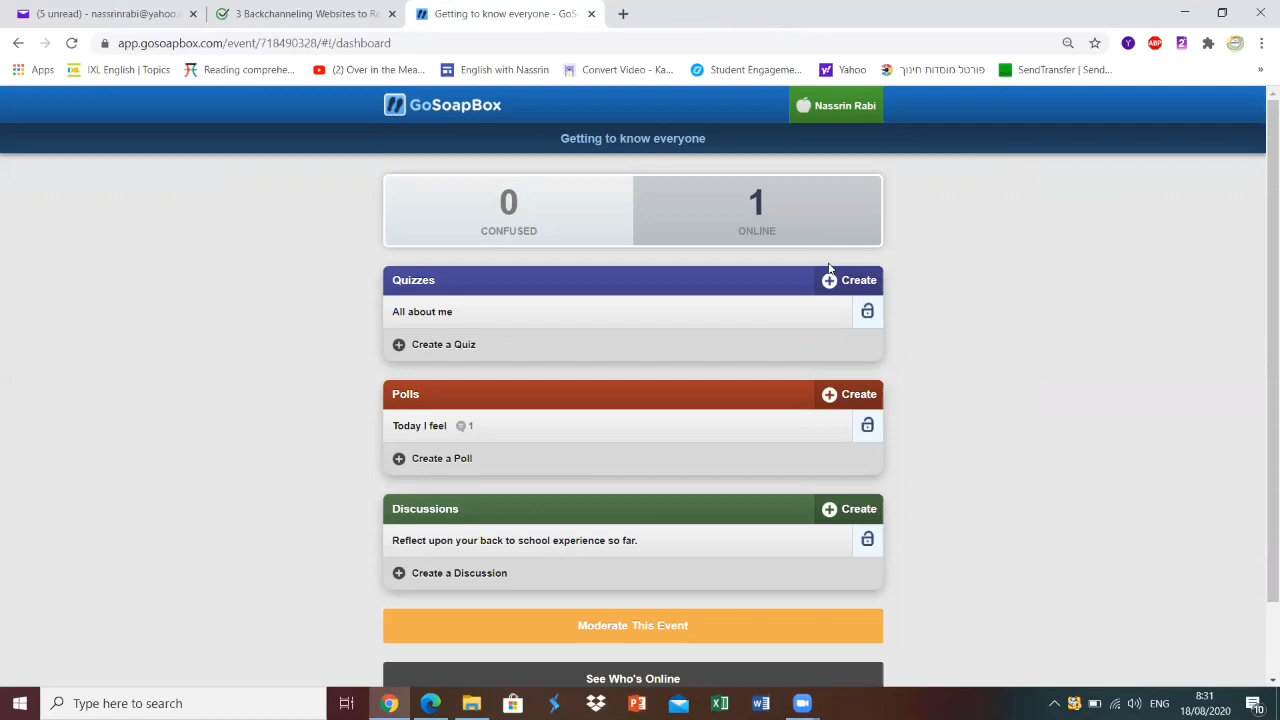 (5 unread) - nassrinrabi@yahoo.
3 Backchanneling Websites to Re
Getting to know everyone - GoSo
app.gosoapbox.com/event/718490328/#!/dashboard
Apps
IXL English | Topics
Reading comprehe...
(2) Over in the Mea...
English with Nassrin
Convert Video - Ka...
Student Engageme...
Yahoo
פורטל מוסדות חינוך
SendTransfer | Send...
GoSoapBox
Nassrin Rabi
Getting to know everyone
0
1
CONFUSED
ONLINE
Quizzes
Create
All about me
Create a Quiz
Polls
Create
Today I feel 1
Create a Poll
Discussions
Create
Reflect upon your back to school experience so far.
Create a Discussion
Moderate This Event
See Who's Online
Type here to search
ENG
8:31
18/08/2020